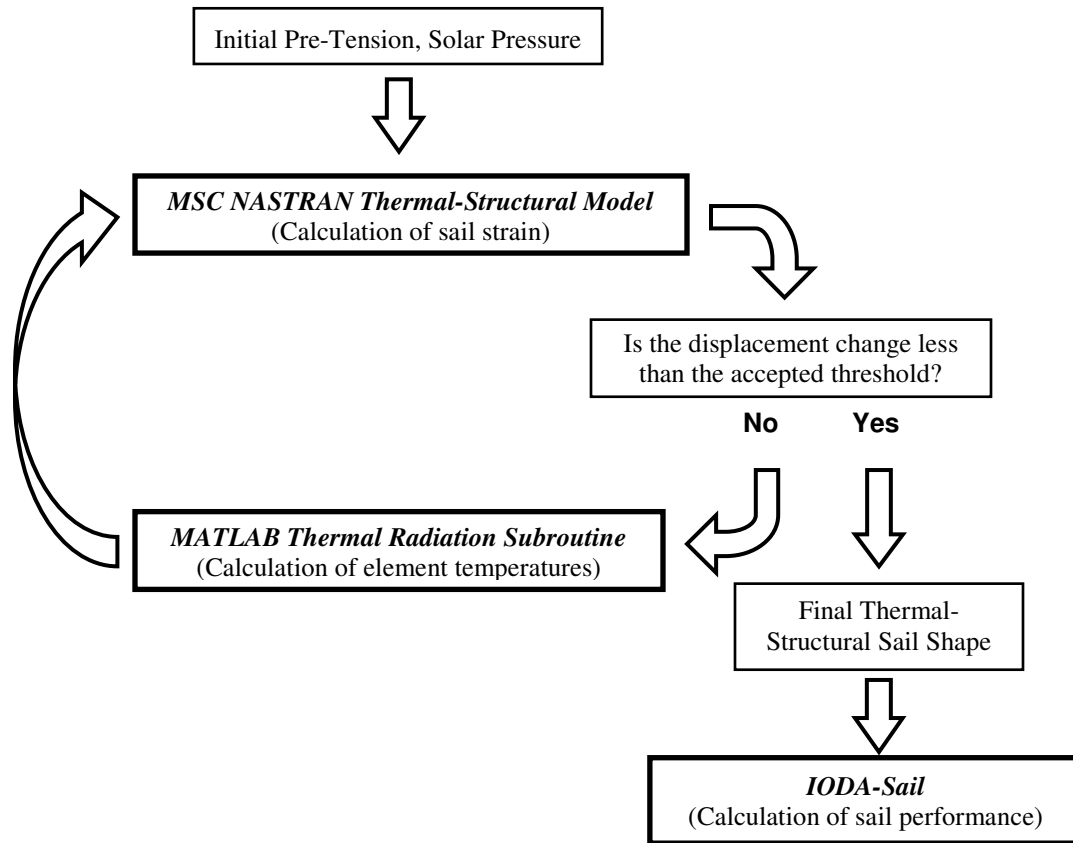 Initial Pre-Tension, Solar Pressure
MSC NASTRAN Thermal-Structural Model
(Calculation of sail strain)
Is the displacement change less
than the accepted threshold?
No Yes
MATLAB Thermal Radiation Subroutine
(Calculation of element temperatures)
Final Thermal-
Structural Sail Shape
IODA-Sail
(Calculation of sail performance)